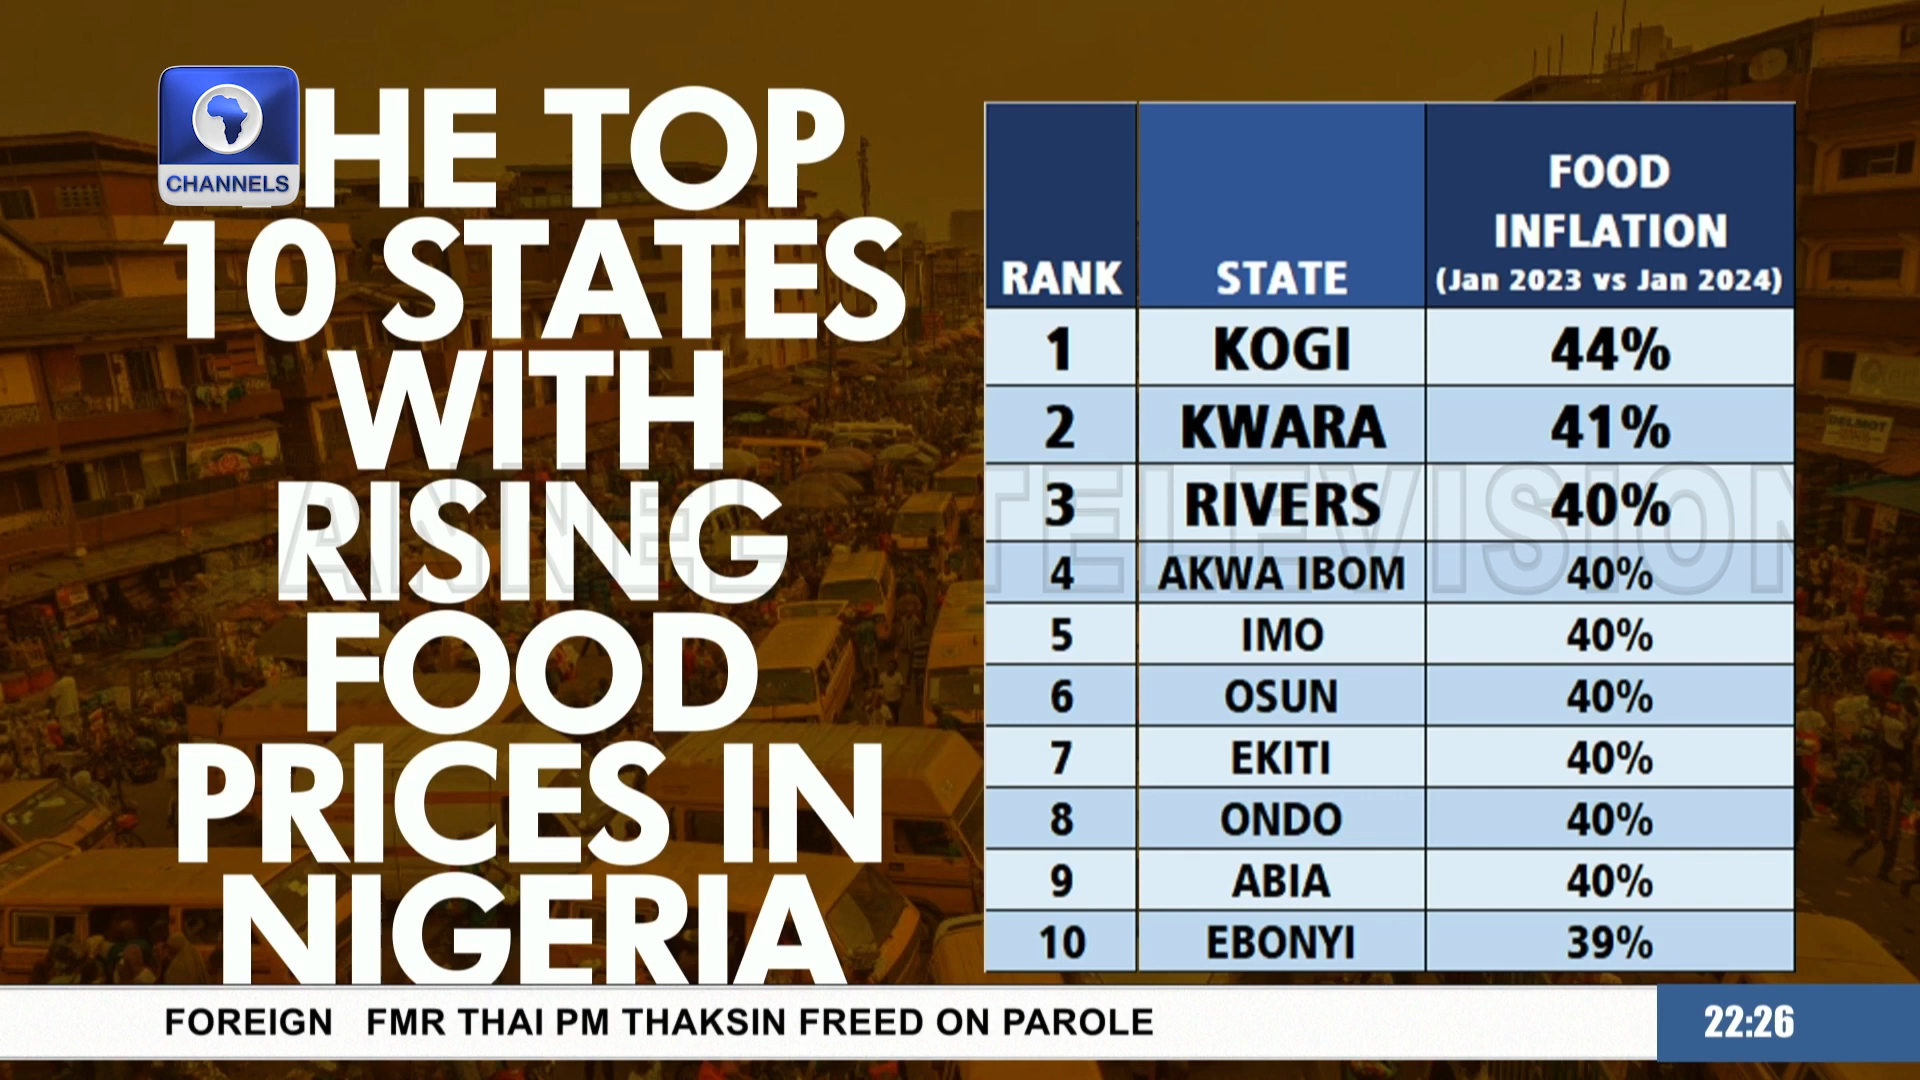 CHANNELS
HE TOP
10 STATES
WITH
RISING
FOOD
PRICES IN
NIGERIA
RANK STATE FOOD INFLATION (Jan 2023 vs Jan 2024)
1 KOGI 44%
2 KWARA 41%
3 RIVERS 40%
4 AKWA IBOM 40%
5 IMO 40%
6 OSUN 40%
7 EKITI 40%
8 ONDO 40%
9 ABIA 40%
10 EBONYI 39%
TELEVISION
DELMOT
FOREIGN FMR THAI PM THAKSIN FREED ON PAROLE
22:26